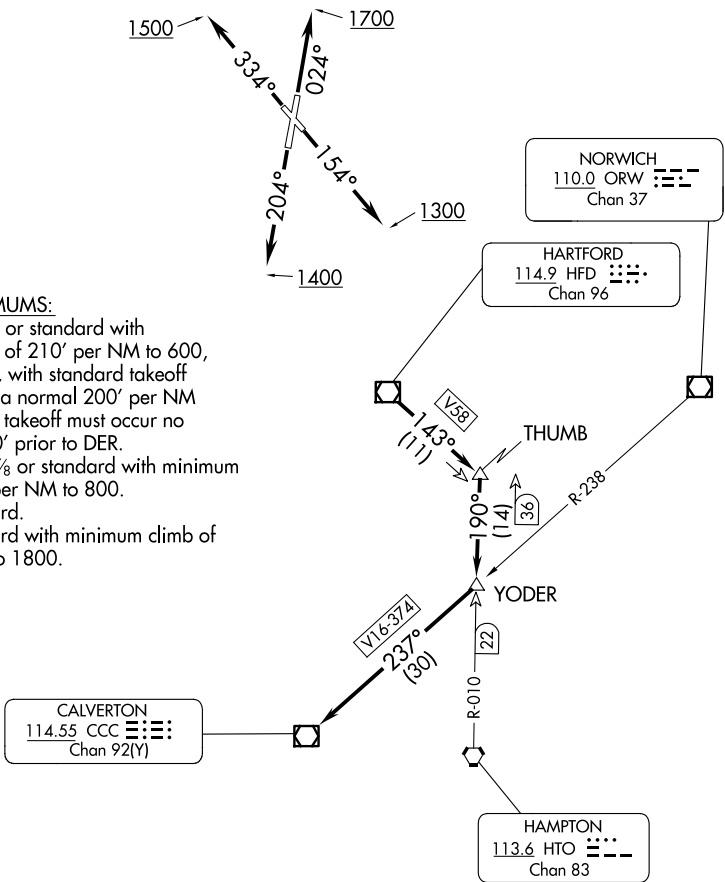 1500
1700
334°
024°
154°
204°
1300
1400
NORWICH
110.0 ORW
Chan 37
HARTFORD
114.9 HFD
Chan 96
MUMS:
or standard with
of 210' per NM to 600,
with standard takeoff
a normal 200' per NM
takeoff must occur no
0' prior to DER.
⅛ or standard with minimum
per NM to 800.
ard.
ard with minimum climb of
o 1800.
V58
143°
(11)
THUMB
190°
(14)
36
R-238
YODER
V16-374
237°
(30)
22
R-010
CALVERTON
114.55 CCC
Chan 92(Y)
HAMPTON
113.6 HTO
Chan 83